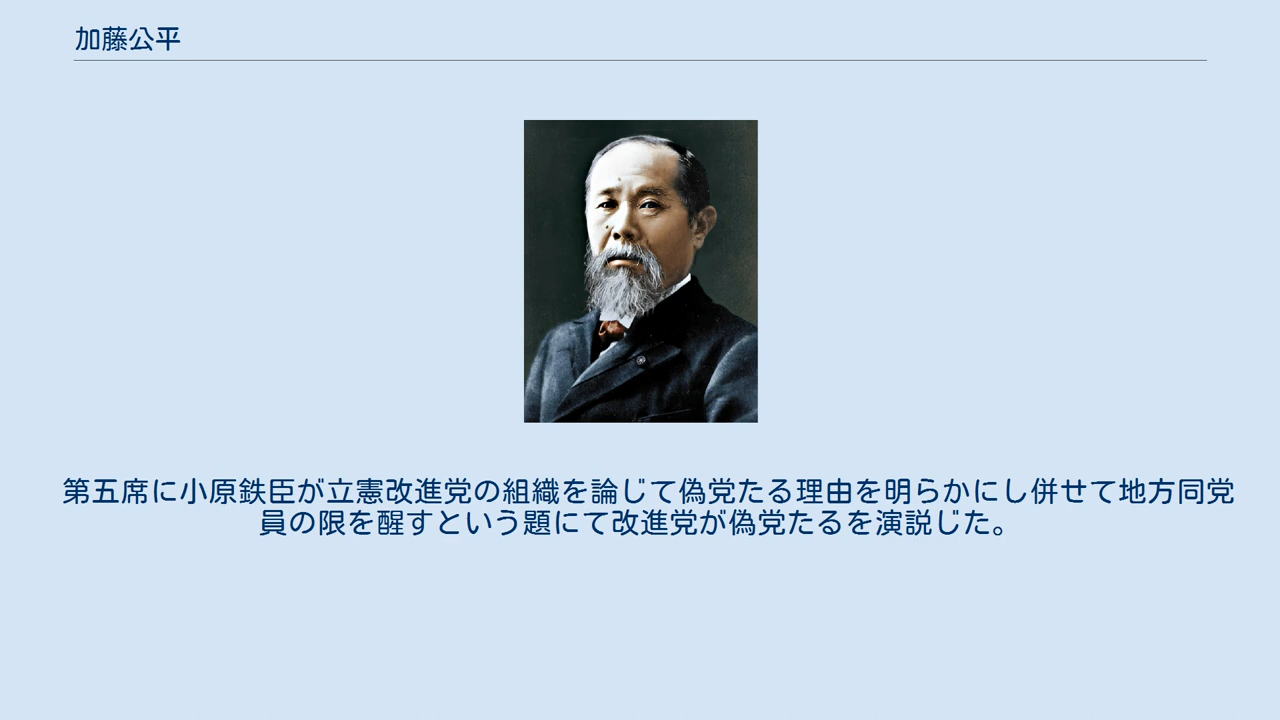 加藤公平
第五席に小原鉄臣が立憲改進党の組織を論じて偽党たる理由を明らかにし併せて地方同党
員の限を醒すという題にて改進党が偽党たるを演説じた。